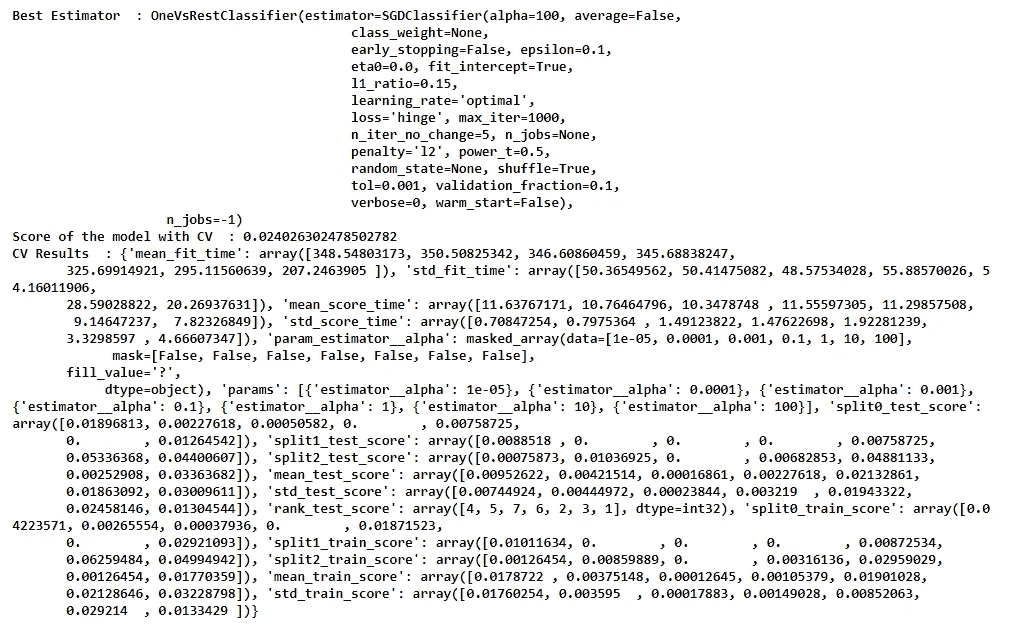 Best Estimator  : OneVsRestClassifier(estimator=SGDClassifier(alpha=100, average=False,
class_weight=None,
early_stopping=False, epsilon=0.1,
eta0=0.0, fit_intercept=True,
l1_ratio=0.15,
learning_rate='optimal',
loss='hinge', max_iter=1000,
n_iter_no_change=5, n_jobs=None,
penalty='l2', power_t=0.5,
random_state=None, shuffle=True,
tol=0.001, validation_fraction=0.1,
verbose=0, warm_start=False),
n_jobs=-1)
Score of the model with CV  : 0.024026302478502782
CV Results  : {'mean_fit_time': array([348.54803173, 350.50825342, 346.60860459, 345.68838247,
325.69914921, 295.11560639, 207.2463905 ]), 'std_fit_time': array([50.36549562, 50.41475082, 48.57534028, 55.88570026, 5
4.16011906,
28.59028822, 20.26937631]), 'mean_score_time': array([11.63767171, 10.76464796, 10.3478748 , 11.55597305, 11.29857508,
9.14647237,  7.82326849]), 'std_score_time': array([0.70847254, 0.7975364 , 1.49123822, 1.47622698, 1.92281239,
3.3298597 , 4.66607347]), 'param_estimator__alpha': masked_array(data=[1e-05, 0.0001, 0.001, 0.1, 1, 10, 100],
mask=[False, False, False, False, False, False, False],
fill_value='?',
dtype=object), 'params': [{'estimator__alpha': 1e-05}, {'estimator__alpha': 0.0001}, {'estimator__alpha': 0.001},
{'estimator__alpha': 0.1}, {'estimator__alpha': 1}, {'estimator__alpha': 10}, {'estimator__alpha': 100}], 'split0_test_score':
array([0.01896813, 0.00227618, 0.00050582, 0.        , 0.00758725,
0.        , 0.01264542]), 'split1_test_score': array([0.0088518 , 0.        , 0.        , 0.        , 0.00758725,
0.05336368, 0.04400607]), 'split2_test_score': array([0.00075873, 0.01036925, 0.        , 0.00682853, 0.04881133,
0.00252908, 0.03363682]), 'mean_test_score': array([0.00952622, 0.00421514, 0.00016861, 0.00227618, 0.02132861,
0.01863092, 0.03009611]), 'std_test_score': array([0.00744924, 0.00444972, 0.00023844, 0.003219  , 0.01943322,
0.02458146, 0.01304544]), 'rank_test_score': array([4, 5, 7, 6, 2, 3, 1], dtype=int32), 'split0_train_score': array([0.0
4223571, 0.00265554, 0.00037936, 0.        , 0.01871523,
0.        , 0.02921093]), 'split1_train_score': array([0.01011634, 0.        , 0.        , 0.        , 0.00872534,
0.06259484, 0.04994942]), 'split2_train_score': array([0.00126454, 0.00859889, 0.        , 0.00316136, 0.02959029,
0.00126454, 0.01770359]), 'mean_train_score': array([0.0178722 , 0.00375148, 0.00012645, 0.00105379, 0.01901028,
0.02128646, 0.03228798]), 'std_train_score': array([0.01760254, 0.003595  , 0.00017883, 0.00149028, 0.00852063,
0.029214  , 0.0133429 ])}